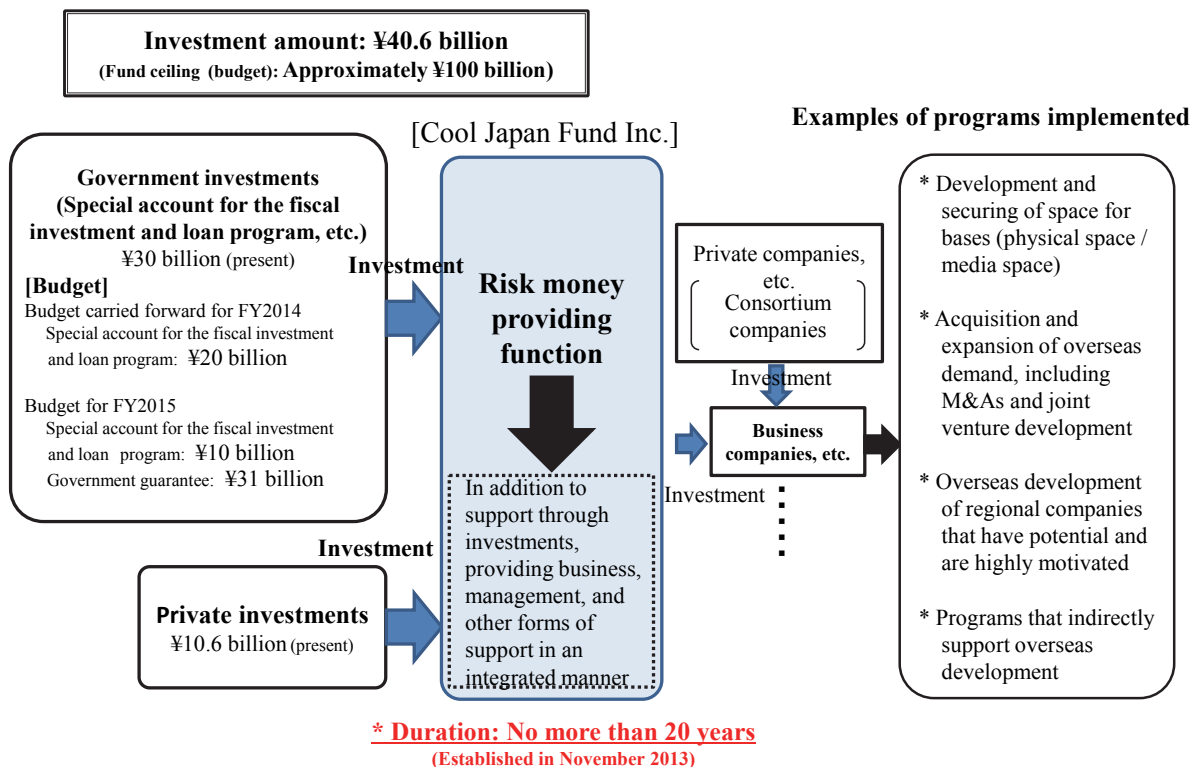 Investment amount: ¥40.6 billion
(Fund ceiling (budget): Approximately ¥100 billion)
[Cool Japan Fund Inc.]
Examples of programs implemented
Government investments
(Special account for the fiscal
investment and loan program, etc.)
¥30 billion (present)
[Budget]
Budget carried forward for FY2014
Special account for the fiscal investment
and loan program: ¥20 billion
Budget for FY2015
Special account for the fiscal investment
and loan program: ¥10 billion
Government guarantee: ¥31 billion
Investment
Investment
Private investments
¥10.6 billion (present)
Risk money
providing
function
In addition to
support through
investments,
providing business,
management, and
other forms of
support in an
integrated manner
Private companies,
etc.
Consortium
companies
Investment
Business
companies, etc.
Investment
* Development and
securing of space for
bases (physical space /
media space)
* Acquisition and
expansion of overseas
demand, including
M&As and joint
venture development
* Overseas development
of regional companies
that have potential and
are highly motivated
* Programs that indirectly
support overseas
development
* Duration: No more than 20 years
(Established in November 2013)